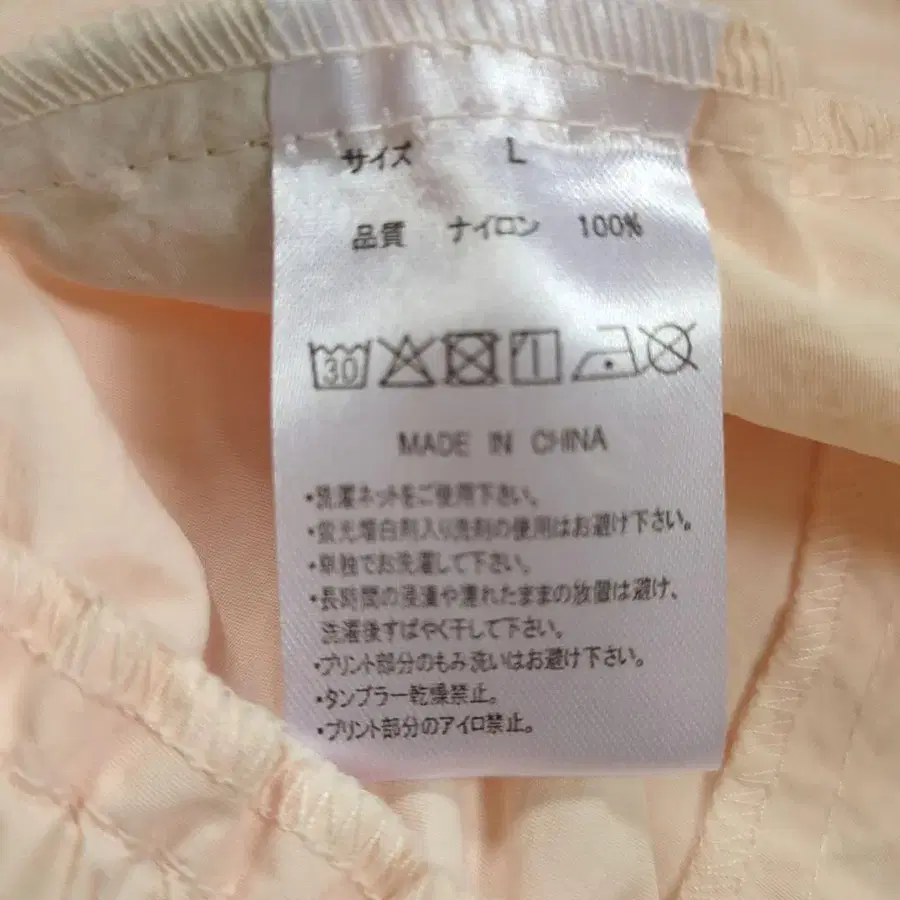 サイズ L
品質 ナイロン 100%
30
MADE IN CHINA
・洗濯ネットをご使用下さい。
・蛍光増白剤入り洗剤の使用はお避け下さい。
・単独でお洗濯して下さい。
・長時間の浸漬や濡れたままの放置は避け、
洗濯後すばやく干して下さい。
・プリント部分のもみ洗いはお避け下さい。
・タンブラー乾燥禁止。
・プリント部分のアイロ禁止。